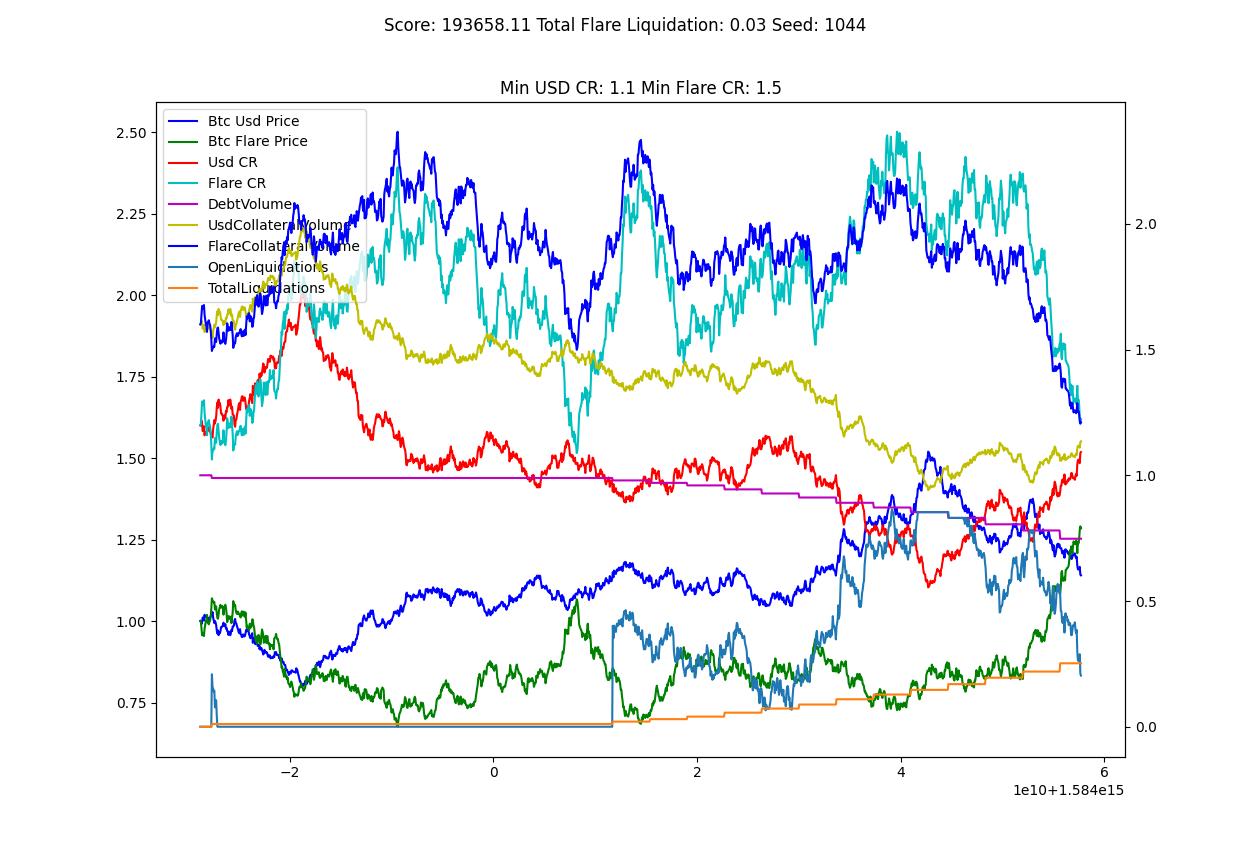 Score: 193658.11 Total Flare Liquidation: 0.03 Seed: 1044
Min USD CR: 1.1 Min Flare CR: 1.5
Btc Usd Price
Btc Flare Price
Usd CR
Flare CR
DebtVolume
UsdCollateralVolume
FlareCollateralVolume
OpenLiquidations
TotalLiquidations
2.50
2.25
2.00
1.75
1.50
1.25
1.00
0.75
2.0
1.5
1.0
0.5
0.0
−2
0
2
4
6
1e10+1.584e15